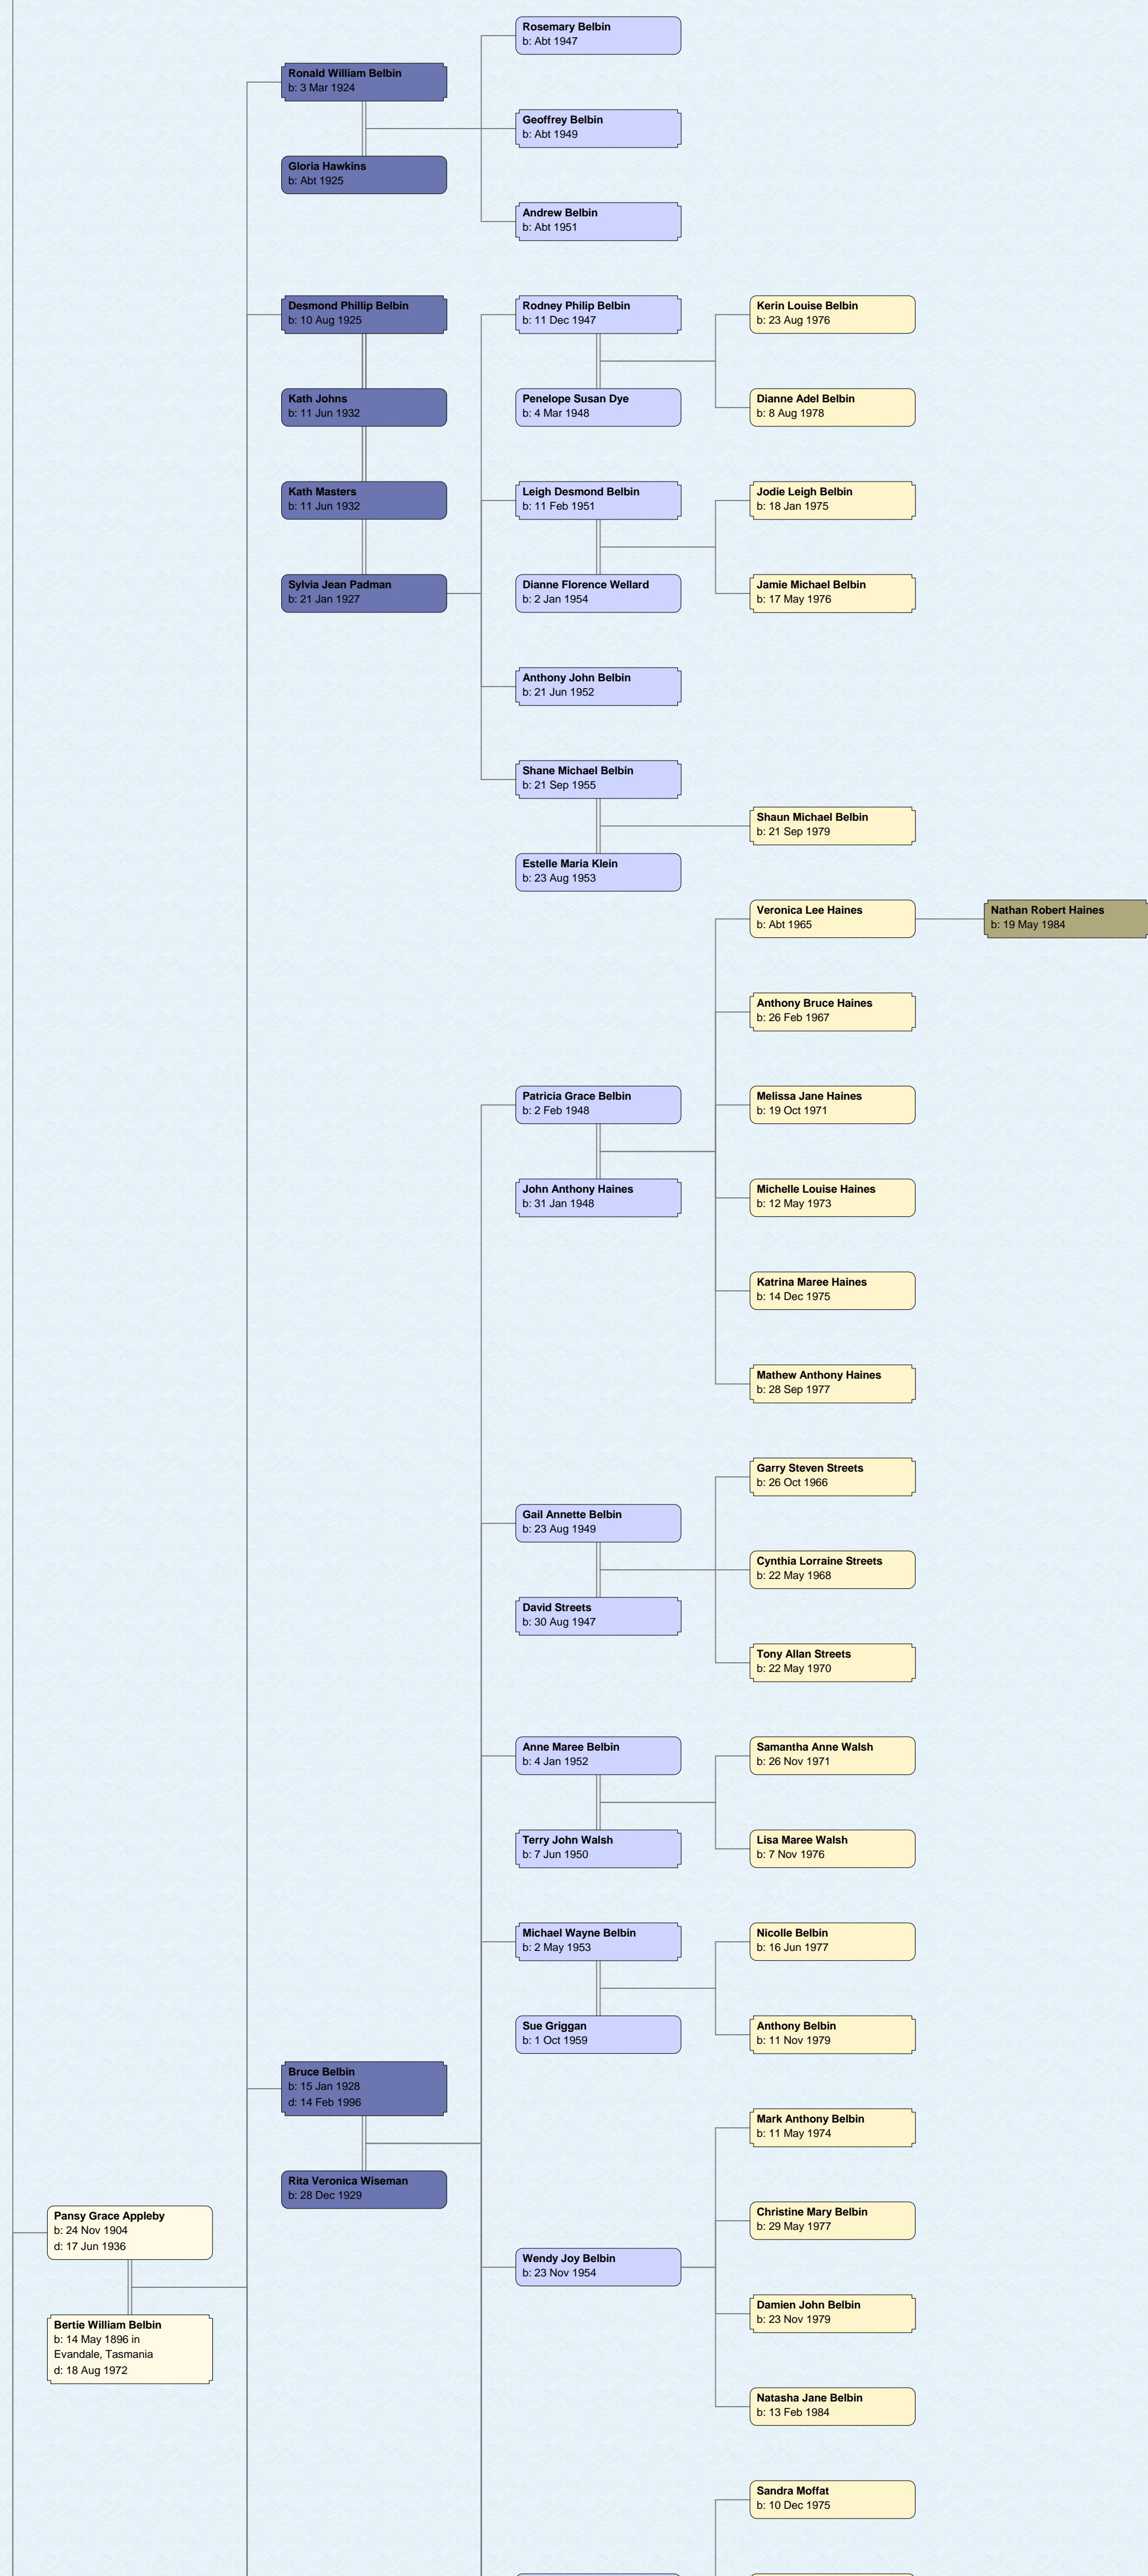 Rosemary Belbin
b: Abt 1947
Ronald William Belbin
b: 3 Mar 1924
Geoffrey Belbin
b: Abt 1949
Gloria Hawkins
b: Abt 1925
Andrew Belbin
b: Abt 1951
Desmond Phillip Belbin
b: 10 Aug 1925
Rodney Philip Belbin
b: 11 Dec 1947
Kerin Louise Belbin
b: 23 Aug 1976
Kath Johns
b: 11 Jun 1932
Penelope Susan Dye
b: 4 Mar 1948
Dianne Adel Belbin
b: 8 Aug 1978
Kath Masters
b: 11 Jun 1932
Leigh Desmond Belbin
b: 11 Feb 1951
Jodie Leigh Belbin
b: 18 Jan 1975
Sylvia Jean Padman
b: 21 Jan 1927
Dianne Florence Wellard
b: 2 Jan 1954
Jamie Michael Belbin
b: 17 May 1976
Anthony John Belbin
b: 21 Jun 1952
Shane Michael Belbin
b: 21 Sep 1955
Shaun Michael Belbin
b: 21 Sep 1979
Estelle Maria Klein
b: 23 Aug 1953
Veronica Lee Haines
b: Abt 1965
Nathan Robert Haines
b: 19 May 1984
Anthony Bruce Haines
b: 26 Feb 1967
Patricia Grace Belbin
b: 2 Feb 1948
Melissa Jane Haines
b: 19 Oct 1971
John Anthony Haines
b: 31 Jan 1948
Michelle Louise Haines
b: 12 May 1973
Katrina Maree Haines
b: 14 Dec 1975
Mathew Anthony Haines
b: 28 Sep 1977
Garry Steven Streets
b: 26 Oct 1966
Gail Annette Belbin
b: 23 Aug 1949
Cynthia Lorraine Streets
b: 22 May 1968
David Streets
b: 30 Aug 1947
Tony Allan Streets
b: 22 May 1970
Anne Maree Belbin
b: 4 Jan 1952
Samantha Anne Walsh
b: 26 Nov 1971
Terry John Walsh
b: 7 Jun 1950
Lisa Maree Walsh
b: 7 Nov 1976
Michael Wayne Belbin
b: 2 May 1953
Nicolle Belbin
b: 16 Jun 1977
Sue Griggan
b: 1 Oct 1959
Anthony Belbin
b: 11 Nov 1979
Bruce Belbin
b: 15 Jan 1928
d: 14 Feb 1996
Mark Anthony Belbin
b: 11 May 1974
Rita Veronica Wiseman
b: 28 Dec 1929
Pansy Grace Appleby
b: 24 Nov 1904
d: 17 Jun 1936
Christine Mary Belbin
b: 29 May 1977
Wendy Joy Belbin
b: 23 Nov 1954
Damien John Belbin
b: 23 Nov 1979
Bertie William Belbin
b: 14 May 1896 in
Evandale, Tasmania
d: 18 Aug 1972
Natasha Jane Belbin
b: 13 Feb 1984
Sandra Moffat
b: 10 Dec 1975